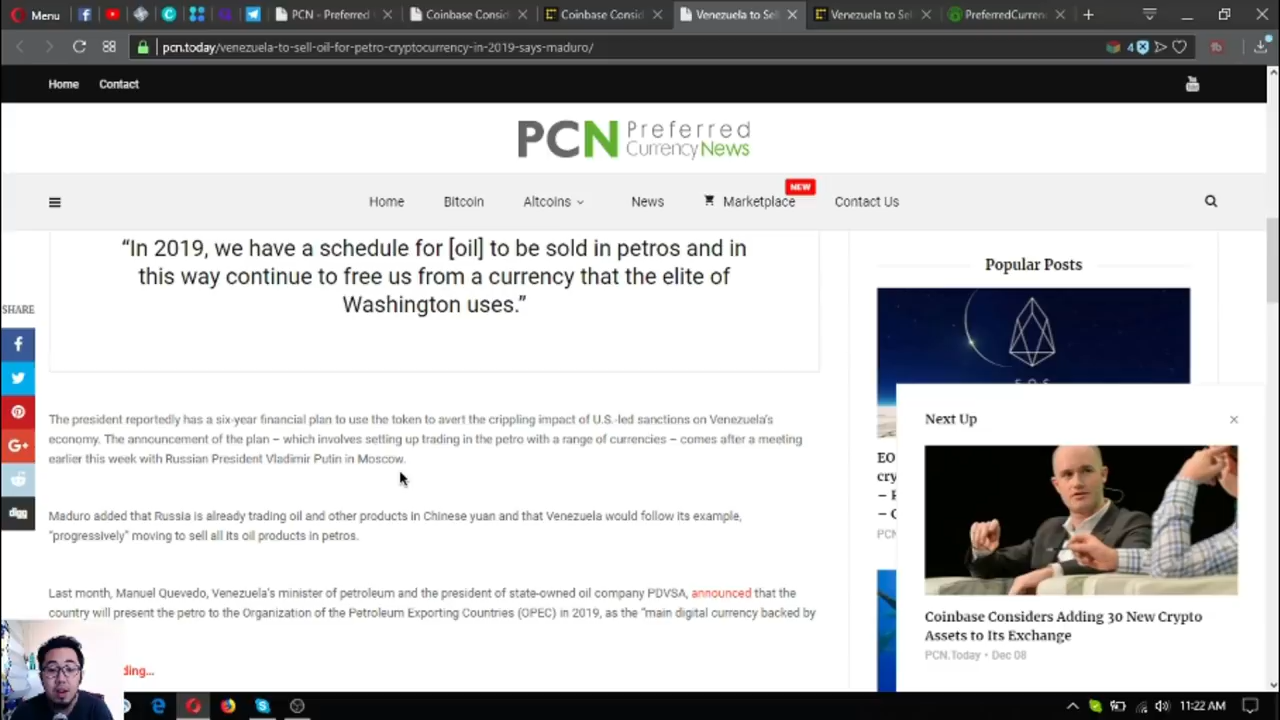 Menu
PCN - Preferred
Coinbase Consid
Coinbase Consid
Venezuela to Sel
Venezuela to Sel
PreferredCurren
pcn.today/venezuela-to-sell-oil-for-petro-cryptocurrency-in-2019-says-maduro/
4
Home
Contact
PCN Preferred
CurrencyNews
NEW
Home
Bitcoin
Altcoins
News
Marketplace
Contact Us
“In 2019, we have a schedule for [oil] to be sold in petros and in
this way continue to free us from a currency that the elite of
Washington uses.”
Popular Posts
SHARE
The president reportedly has a six-year financial plan to use the token to avert the crippling impact of U.S.-led sanctions on Venezuela’s
economy. The announcement of the plan – which involves setting up trading in the petro with a range of currencies – comes after a meeting
earlier this week with Russian President Vladimir Putin in Moscow.
Maduro added that Russia is already trading oil and other products in Chinese yuan and that Venezuela would follow its example,
“progressively” moving to sell all its oil products in petros.
Last month, Manuel Quevedo, Venezuela’s minister of petroleum and the president of state-owned oil company PDVSA, announced that the
country will present the petro to the Organization of the Petroleum Exporting Countries (OPEC) in 2019, as the “main digital currency backed by
ding...
digg
EO
cry
– F
– C
PCN
Next Up
Coinbase Considers Adding 30 New Crypto
Assets to Its Exchange
PCN.Today • Dec 08
11:22 AM